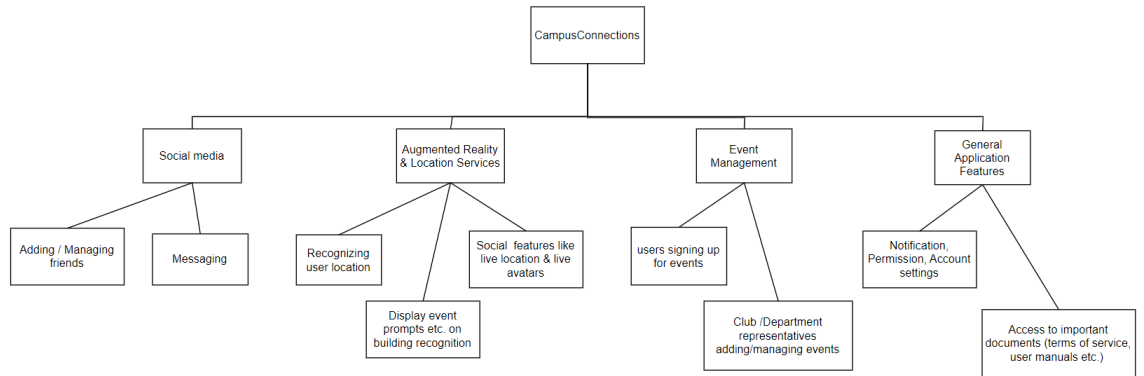 CampusConnections
Social media
Augmented Reality
& Location Services
Event
Management
General
Application
Features
Adding / Managing
friends
Messaging
Recognizing
user location
Display event
prompts etc. on
building recognition
Social features like
live location & live
avatars
users signing up
for events
Club /Department
representatives
adding/managing events
Notification,
Permission, Account
settings
Access to important
documents (terms of service,
user manuals etc.)